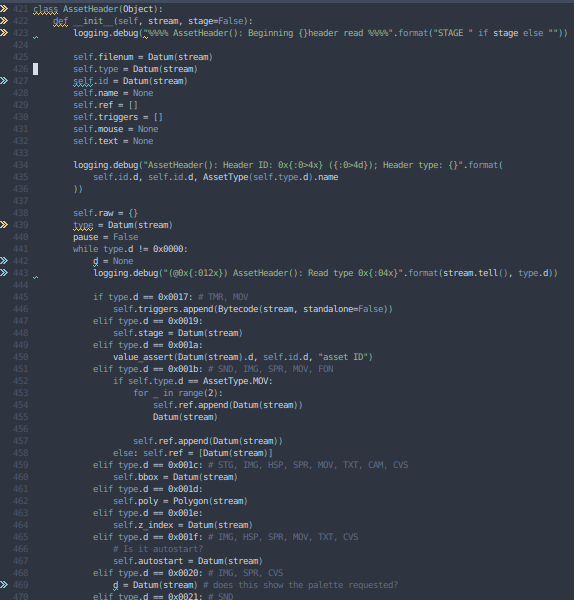 421 class AssetHeader(Object):
422     def __init__(self, stream, stage=False):
423         logging.debug("%%%% AssetHeader(): Beginning {}header read %%%%".format("STAGE " if stage else ""))
424
425         self.filenum = Datum(stream)
426         self.type = Datum(stream)
427         self.id = Datum(stream)
428         self.name = None
429         self.ref = []
430         self.triggers = []
431         self.mouse = None
432         self.text = None
433
434         logging.debug("AssetHeader(): Header ID: 0x{:0>4x} ({:0>4d}); Header type: {}".format(
435             self.id.d, self.id.d, AssetType(self.type.d).name
436         ))
437
438         self.raw = {}
439         type = Datum(stream)
440         pause = False
441         while type.d != 0x0000:
442             d = None
443             logging.debug("(@0x{:012x}) AssetHeader(): Read type 0x{:04x}".format(stream.tell(), type.d))
444
445             if type.d == 0x0017: # TMR, MOV
446                 self.triggers.append(Bytecode(stream, standalone=False))
447             elif type.d == 0x0019:
448                 self.stage = Datum(stream)
449             elif type.d == 0x001a:
450                 value_assert(Datum(stream).d, self.id.d, "asset ID")
451             elif type.d == 0x001b: # SND, IMG, SPR, MOV, FON
452                 if self.type.d == AssetType.MOV:
453                     for _ in range(2):
454                         self.ref.append(Datum(stream))
455                         Datum(stream)
456
457                     self.ref.append(Datum(stream))
458                 else: self.ref = [Datum(stream)]
459             elif type.d == 0x001c: # STG, IMG, HSP, SPR, MOV, TXT, CAM, CVS
460                 self.bbox = Datum(stream)
461             elif type.d == 0x001d:
462                 self.poly = Polygon(stream)
463             elif type.d == 0x001e:
464                 self.z_index = Datum(stream)
465             elif type.d == 0x001f: # IMG, HSP, SPR, MOV, TXT, CVS
466                 # Is it autostart?
467                 self.autostart = Datum(stream)
468             elif type.d == 0x0020: # IMG, SPR, CVS
469                 d = Datum(stream) # does this show the palette requested?
470             elif type.d == 0x0021: # SND